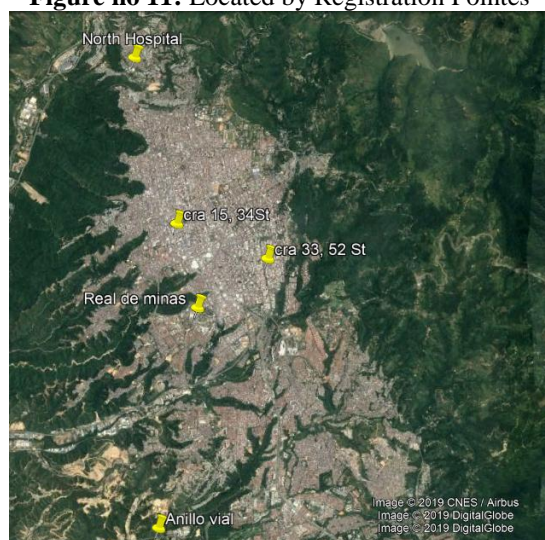 Figure no 11: Located by Registration Pointes
North Hospital
cra 15, 34St
cra 33, 52 St
Real de minas
Anillo vial
Image © 2019 CNES / Airbus
Image © 2019 DigitalGlobe
Image © 2019 DigitalGlobe